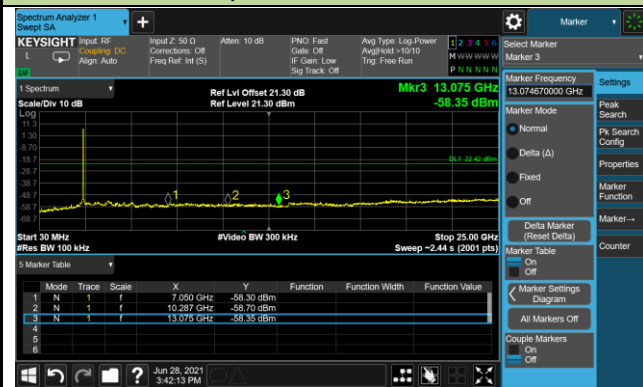 Spectrum Analyzer 1
Swept SA
Marker
KEYSIGHT
Input: RF
Coupling: DC
Align: Auto
Input Z: 50 Ω
Corrections: Off
Freq Ref: Int (S)
Atten: 10 dB
PNO: Fast
Gate: Off
IF Gain: Low
Sig Track: Off
Avg Type: Log-Power
Avg|Hold:>10/10
Trig: Free Run
1 2 3 4 5 6
M W W W W W
P N N N N N
L
Select Marker
Marker 3
Marker Frequency
13.074670000 GHz
Settings
Peak
Search
Pk Search
Config
Properties
Marker
Function
Marker→
Counter
Marker Mode
Normal
Delta (Δ)
Fixed
Off
Delta Marker
(Reset Delta)
Marker Table
On
Off
Marker Settings
Diagram
All Markers Off
Couple Markers
On
Off
1 Spectrum
Scale/Div 10 dB
Ref Lvl Offset 21.30 dB
Ref Level 21.30 dBm
Mkr3 13.075 GHz
-58.35 dBm
Log
11.3
1.30
-8.70
-18.7
-28.7
-38.7
-48.7
-58.7
-68.7
DL1 -22.42 dBm
1
2
3
Start 30 MHz
#Res BW 100 kHz
#Video BW 300 kHz
Stop 25.00 GHz
Sweep ~2.44 s (2001 pts)
5 Marker Table
Mode Trace Scale X Y Function Function Width Function Value
1 N 1 f 7.050 GHz -58.30 dBm
2 N 1 f 10.287 GHz -58.70 dBm
3 N 1 f 13.075 GHz -58.35 dBm
4
5
6
?
Jun 28, 2021
3:42:13 PM